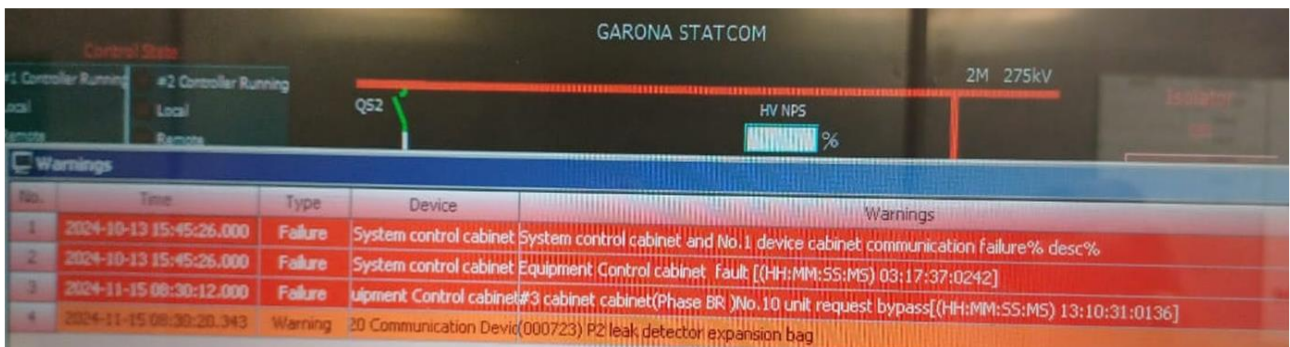 GARONA STATCOM
Control State
#1 Controller Running
#2 Controller Running
Local
Local
Remote
Remote
QS2
2M 275kV
HV NPS
%
Isolator
Warnings
No. Time Type Device Warnings
1 2024-10-13 15:45:26.000 Failure System control cabinet System control cabinet and No.1 device cabinet communication failure% desc%
2 2024-10-13 15:45:26.000 Failure System control cabinet Equipment Control cabinet fault [(HH:MM:SS:MS) 03:17:37:0242]
3 2024-11-15 08:30:12.000 Failure uipment Control cabinet #3 cabinet cabinet(Phase BR )No.10 unit request bypass[(HH:MM:SS:MS) 13:10:31:0136]
4 2024-11-15 08:30:20.343 Warning 20 Communication Devic (000723) P2 leak detector expansion bag